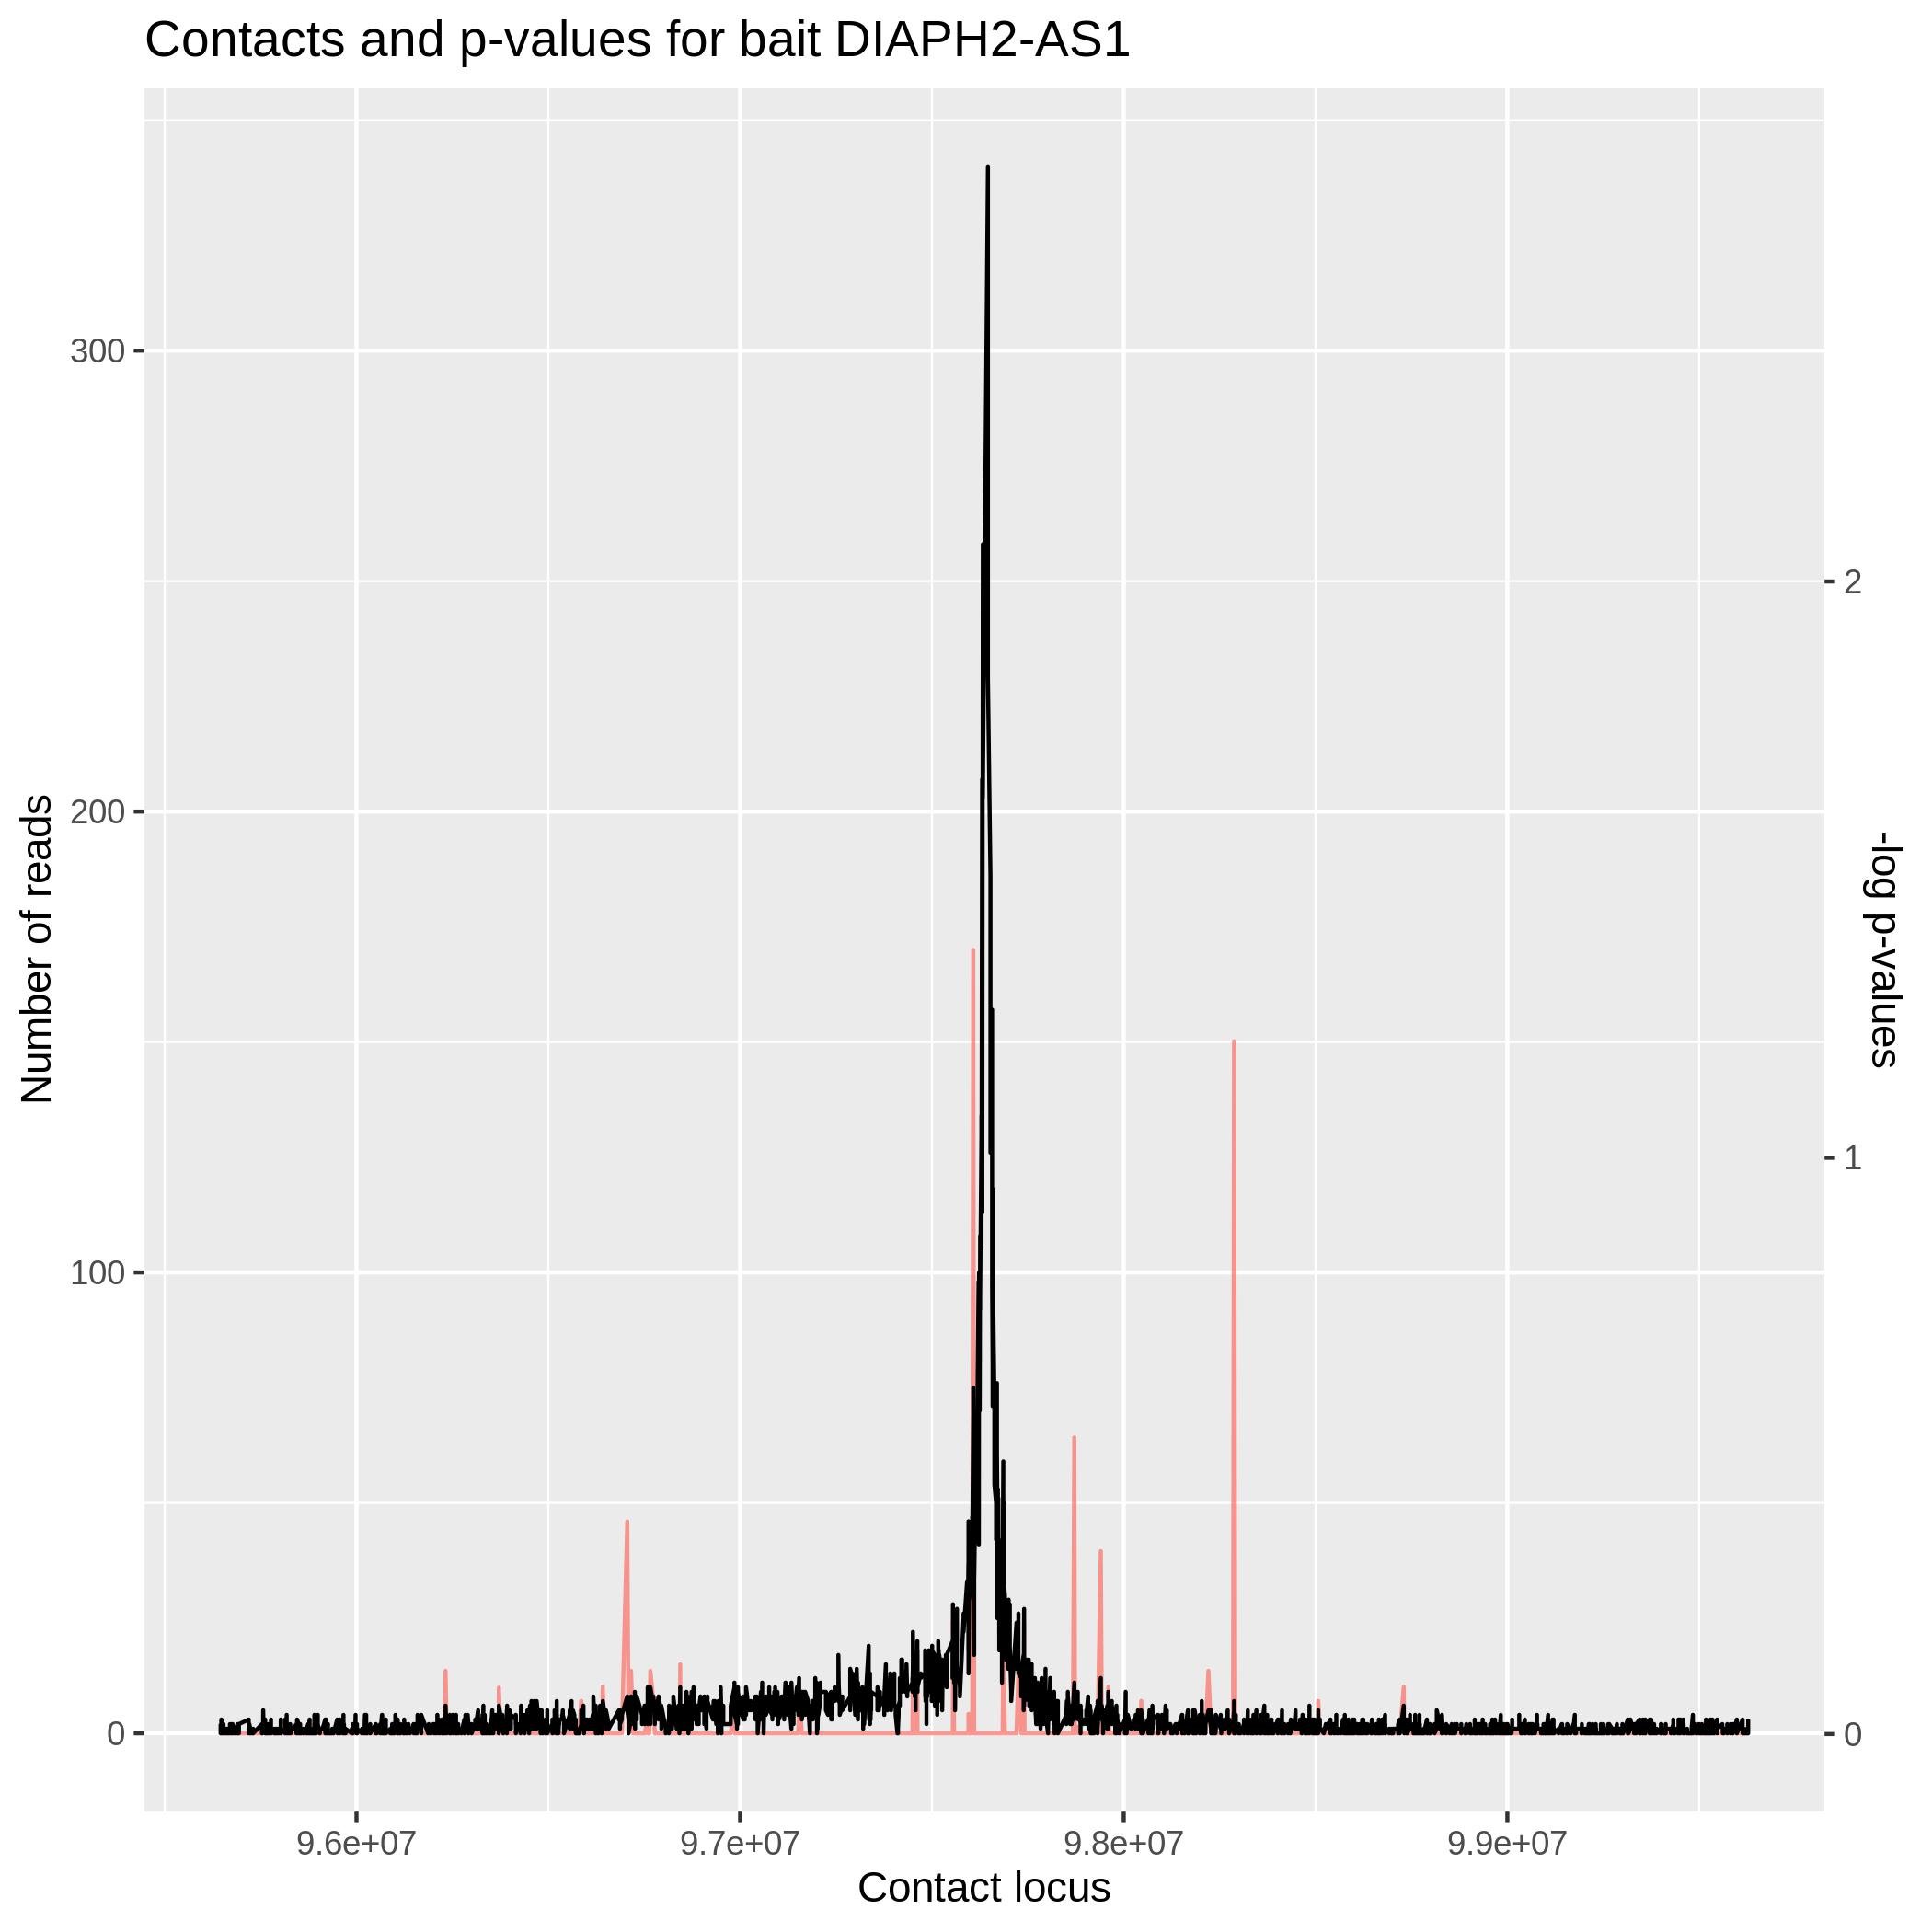 Contacts and p-values for bait DIAPH2-AS1
Number of reads
300
200
100
0
2
1
0
-log p-values
9.6e+07 9.7e+07 9.8e+07 9.9e+07
Contact locus